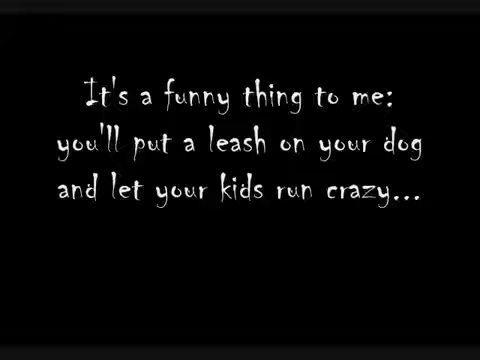 It's a funny thing to me:
you'll put a leash on your dog
and let your kids run crazy...